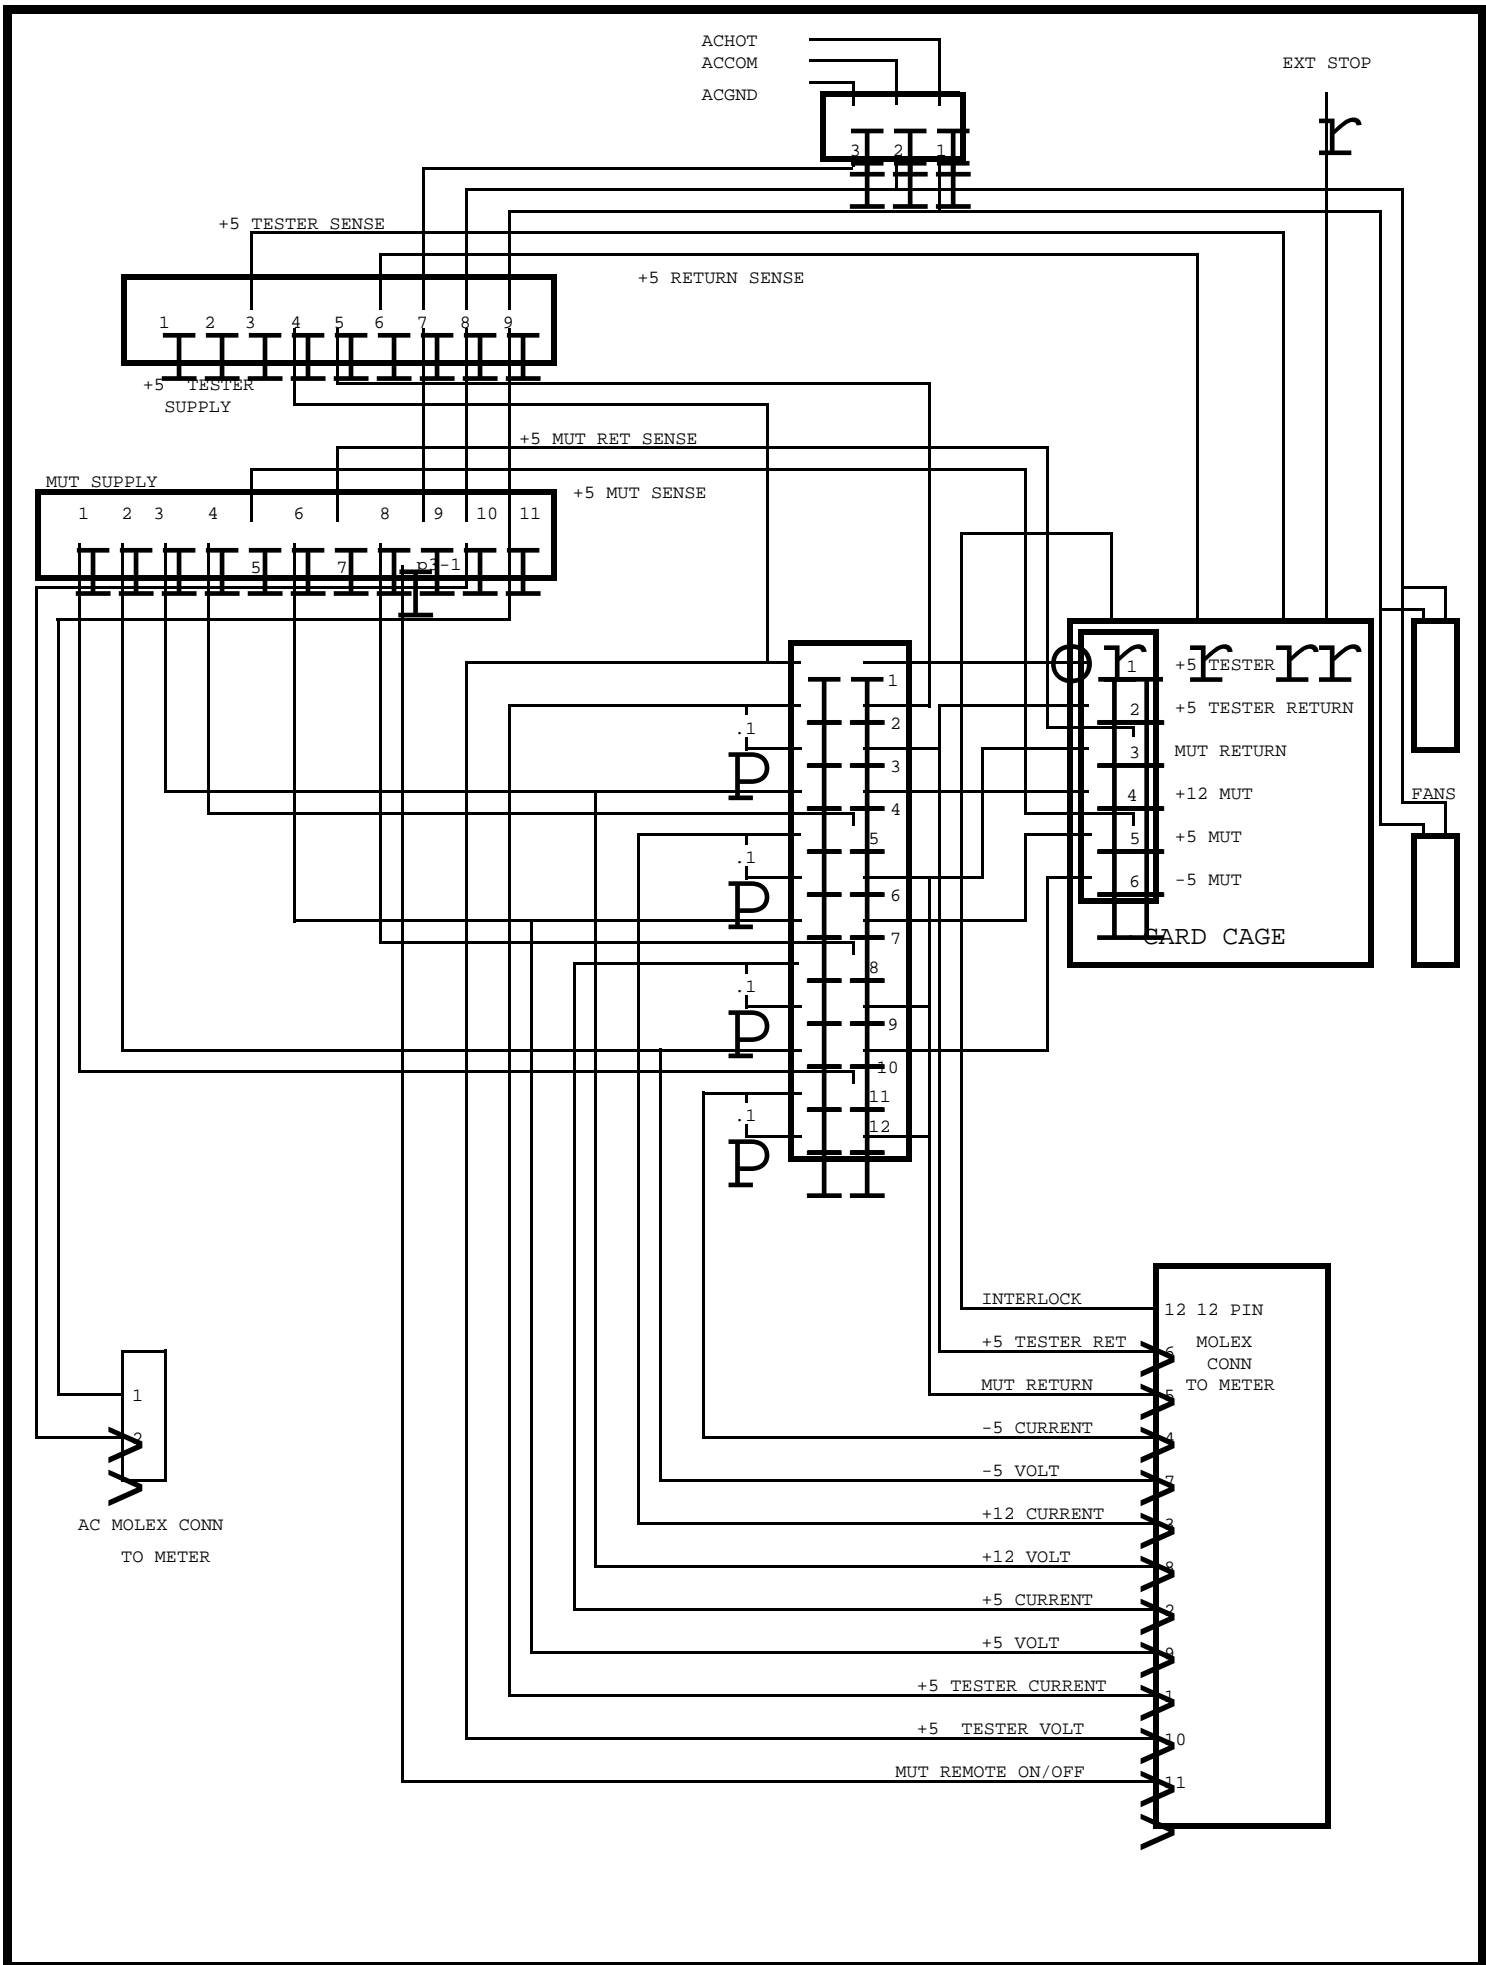 ACHOT
ACCOM
EXT STOP
ACGND
3 2 1
+5 TESTER SENSE
+5 RETURN SENSE
1 2 3 4 5 6 7 8 9
+5 TESTER
SUPPLY
+5 MUT RET SENSE
MUT SUPPLY
+5 MUT SENSE
1 2 3 4 6 8 9 10 11
5 7 p3-1
r
r r r r
1 +5 TESTER
1
2 +5 TESTER RETURN
2
.1
3 MUT RETURN
3
P
4 +12 MUT
FANS
4
5 +5 MUT
5
.1
6 -5 MUT
6
P
7
CARD CAGE
8
.1
9
P
10
11
.1
12
P
INTERLOCK
12 12 PIN
+5 TESTER RET
6
MOLEX
CONN
TO METER
MUT RETURN
5
1
-5 CURRENT
4
2
-5 VOLT
7
+12 CURRENT
3
AC MOLEX CONN
TO METER
+12 VOLT
8
+5 CURRENT
2
+5 VOLT
9
+5 TESTER CURRENT
1
+5 TESTER VOLT
10
MUT REMOTE ON/OFF
11